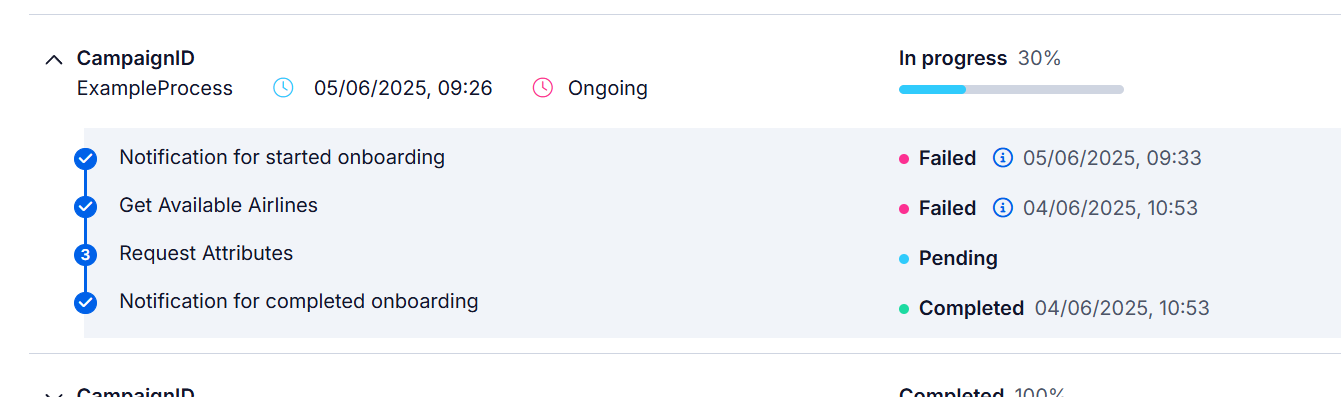 CampaignID In progress 30%
ExampleProcess 05/06/2025, 09:26 Ongoing
Notification for started onboarding Failed 05/06/2025, 09:33
Get Available Airlines Failed 04/06/2025, 10:53
3 Request Attributes Pending
Notification for completed onboarding Completed 04/06/2025, 10:53
CampaignID Completed 100%